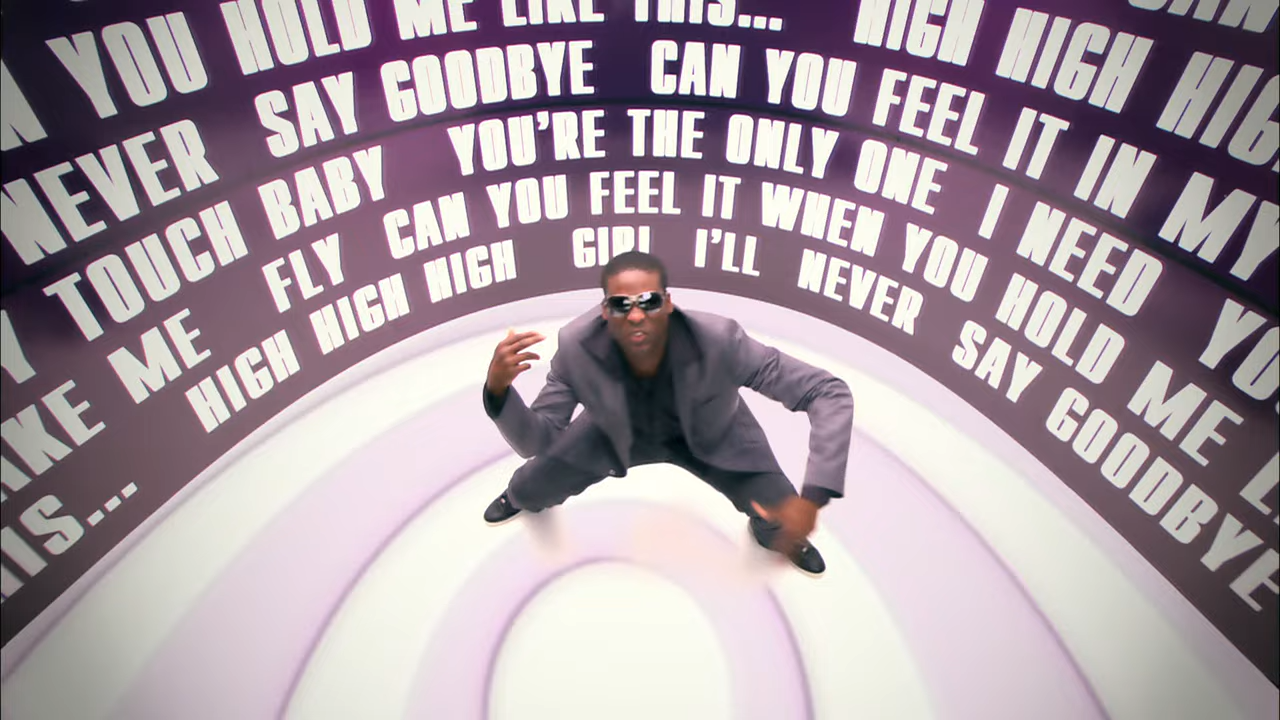 YOU HOLD ME LIKE THIS... HIGH HIGH HIGH
NEVER SAY GOODBYE CAN YOU FEEL IT IN MY
TOUCH BABY YOU'RE THE ONLY ONE I NEED
ME FLY CAN YOU FEEL IT WHEN YOU HOLD ME
HIGH HIGH HIGH GIRL I'LL NEVER SAY GOODBYE